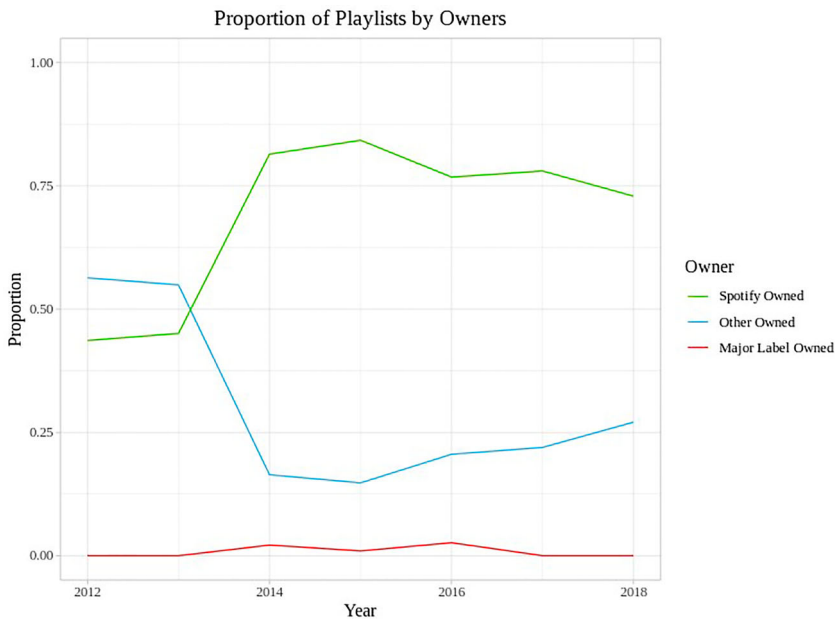 Proportion of Playlists by Owners
1.00
0.75
0.50
0.25
0.00
Proportion
2012
2014
2016
2018
Year
Owner
Spotify Owned
Other Owned
Major Label Owned